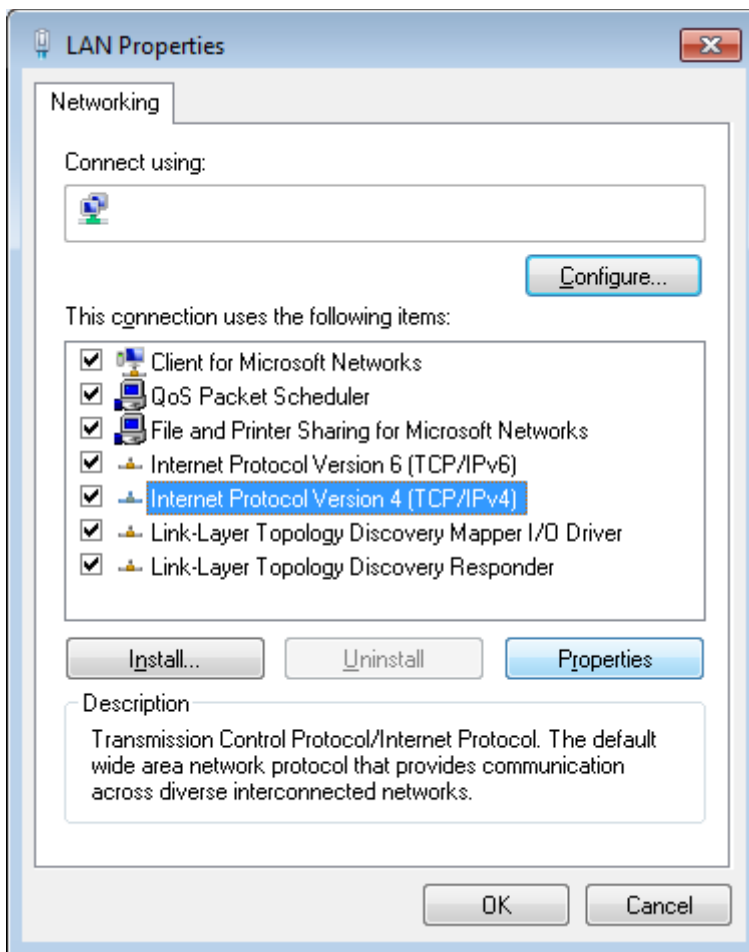 LAN Properties
Networking
Connect using:
Configure...
This connection uses the following items:
Client for Microsoft Networks
QoS Packet Scheduler
File and Printer Sharing for Microsoft Networks
Internet Protocol Version 6 (TCP/IPv6)
Internet Protocol Version 4 (TCP/IPv4)
Link-Layer Topology Discovery Mapper I/O Driver
Link-Layer Topology Discovery Responder
Install...
Uninstall
Properties
Description
Transmission Control Protocol/Internet Protocol. The default
wide area network protocol that provides communication
across diverse interconnected networks.
OK
Cancel